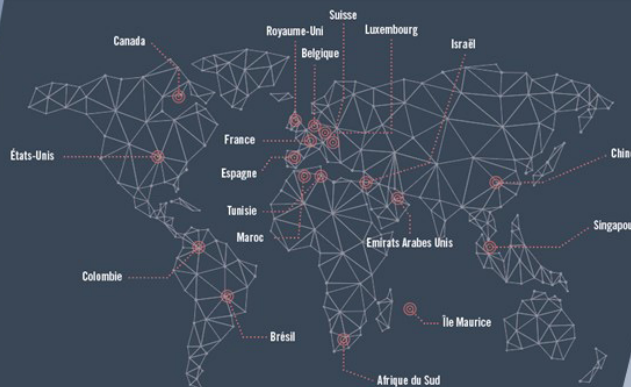 Suisse
Royaume-Uni
Luxembourg
Canada
Belgique
Israël
France
États-Unis
Chine
Espagne
Tunisie
Singapou
Maroc
Emirats Arabes Unis
Colombie
Île Maurice
Brésil
Afrique du Sud